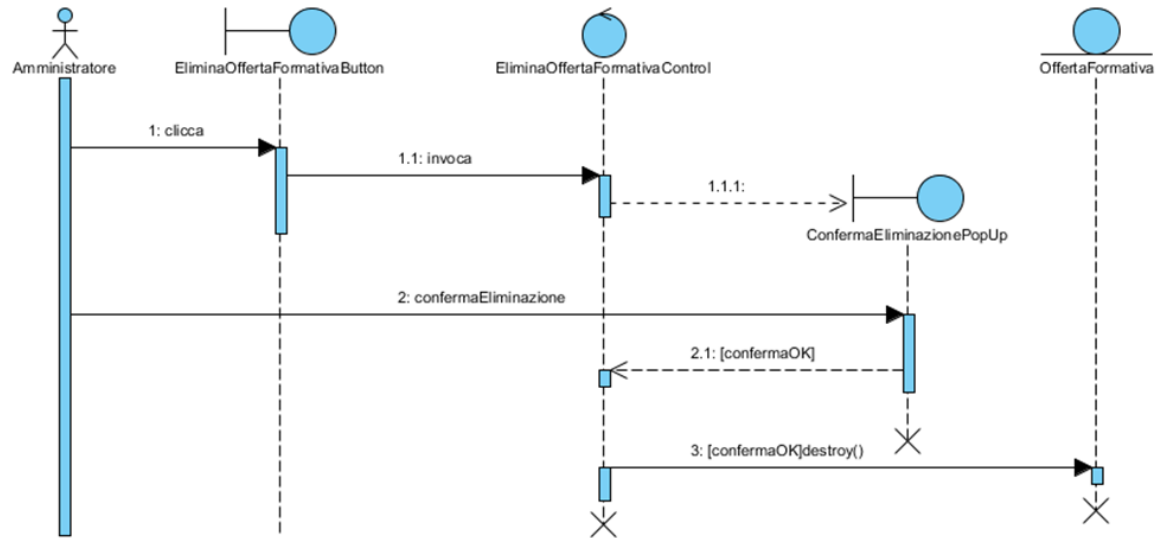 Amministratore
EliminaOffertaFormativaButton
EliminaOffertaFormativaControl
OffertaFormativa
1: clicca
1.1: invoca
1.1.1:
ConfermaEliminazionePopUp
2: confermaEliminazione
2.1: [confermaOK]
3: [confermaOK]destroy()